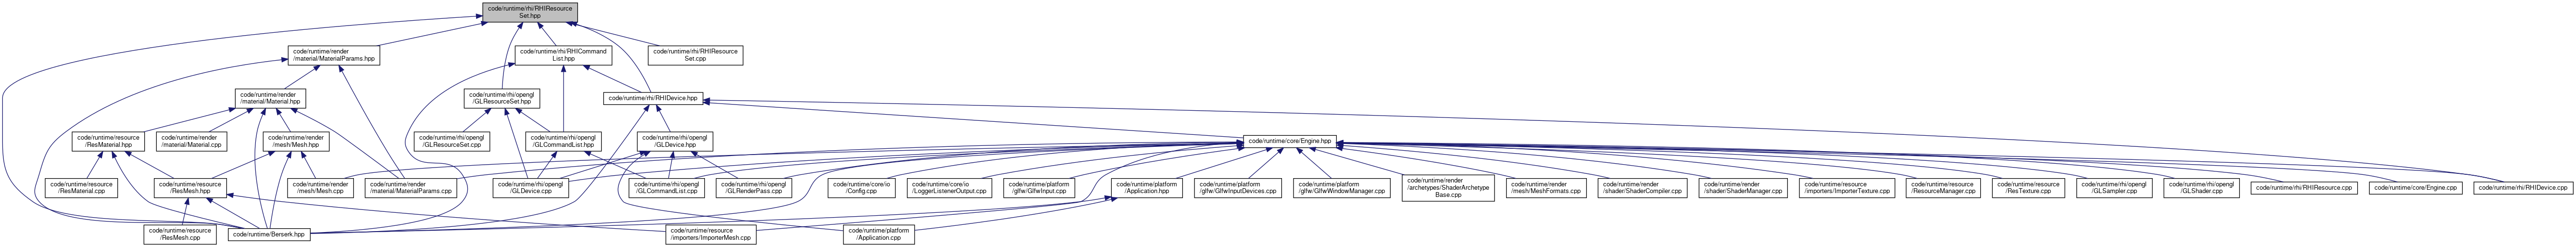 code/runtime/rhi/RHIResource
Set.hpp
code/runtime/render
/material/MaterialParams.hpp
code/runtime/rhi/RHICommand
List.hpp
code/runtime/rhi/RHIResource
Set.cpp
code/runtime/render
/material/Material.hpp
code/runtime/rhi/opengl
/GLResourceSet.hpp
code/runtime/rhi/RHIDevice.hpp
code/runtime/resource
/ResMaterial.hpp
code/runtime/render
/material/Material.cpp
code/runtime/render
/mesh/Mesh.hpp
code/runtime/rhi/opengl
/GLResourceSet.cpp
code/runtime/rhi/opengl
/GLCommandList.hpp
code/runtime/rhi/opengl
/GLDevice.hpp
code/runtime/core/Engine.hpp
code/runtime/resource
/ResMaterial.cpp
code/runtime/resource
/ResMesh.hpp
code/runtime/render
/mesh/Mesh.cpp
code/runtime/render
/material/MaterialParams.cpp
code/runtime/rhi/opengl
/GLDevice.cpp
code/runtime/rhi/opengl
/GLCommandList.cpp
code/runtime/rhi/opengl
/GLRenderPass.cpp
code/runtime/core/io
/Config.cpp
code/runtime/core/io
/LoggerListenerOutput.cpp
code/runtime/platform
/glfw/GlfwInput.cpp
code/runtime/platform
/Application.hpp
code/runtime/platform
/glfw/GlfwInputDevices.cpp
code/runtime/platform
/glfw/GlfwWindowManager.cpp
code/runtime/render
/archetypes/ShaderArchetype
Base.cpp
code/runtime/render
/mesh/MeshFormats.cpp
code/runtime/render
/shader/ShaderCompiler.cpp
code/runtime/render
/shader/ShaderManager.cpp
code/runtime/resource
/importers/ImporterTexture.cpp
code/runtime/resource
/ResourceManager.cpp
code/runtime/resource
/ResTexture.cpp
code/runtime/rhi/opengl
/GLSampler.cpp
code/runtime/rhi/opengl
/GLShader.cpp
code/runtime/rhi/RHIResource.cpp
code/runtime/core/Engine.cpp
code/runtime/rhi/RHIDevice.cpp
code/runtime/resource
/ResMesh.cpp
code/runtime/Berserk.hpp
code/runtime/resource
/importers/ImporterMesh.cpp
code/runtime/platform
/Application.cpp